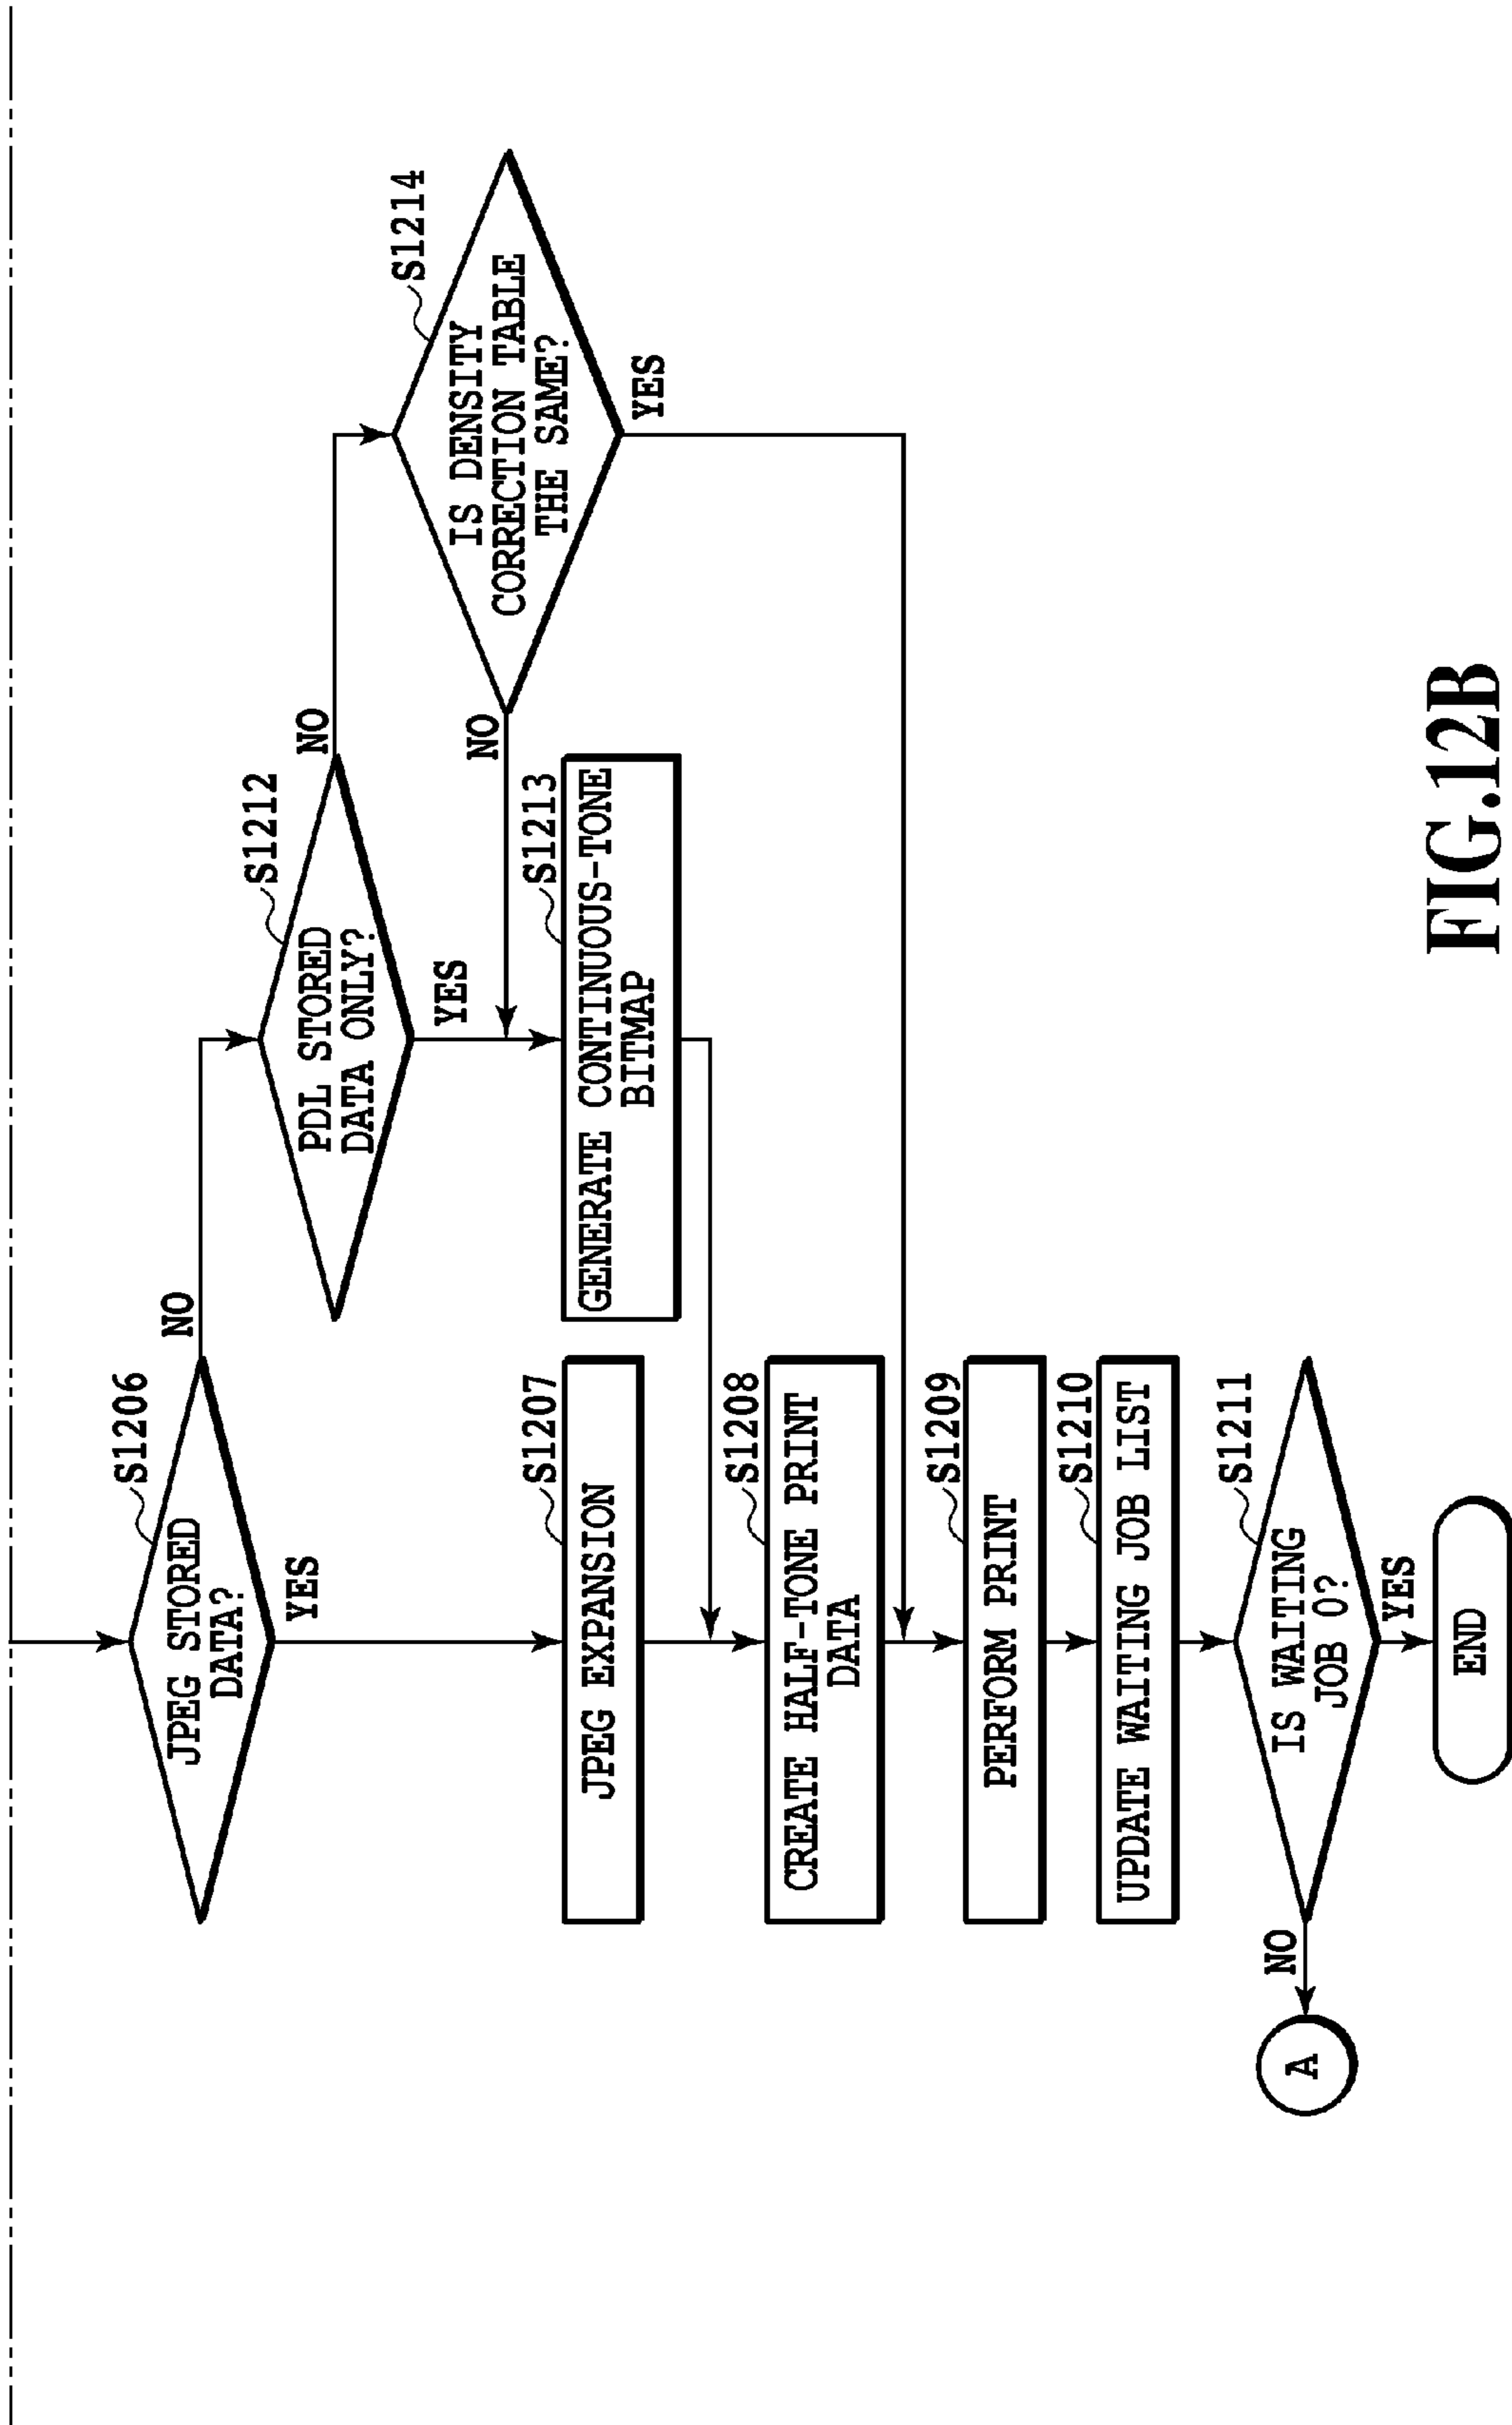 S1206
JPEG STORED
DATA?
NO
YES
S1212
PDL STORED
DATA ONLY?
NO
YES
S1214
IS DENSITY
CORRECTION TABLE
THE SAME?
NO
YES
S1207
JPEG EXPANSION
S1213
GENERATE CONTINUOUS-TONE
BITMAP
S1208
CREATE HALF-TONE PRINT
DATA
S1209
PERFORM PRINT
S1210
UPDATE WAITING JOB LIST
S1211
IS WAITING
JOB 0?
NO
A
YES
END
FIG.12B